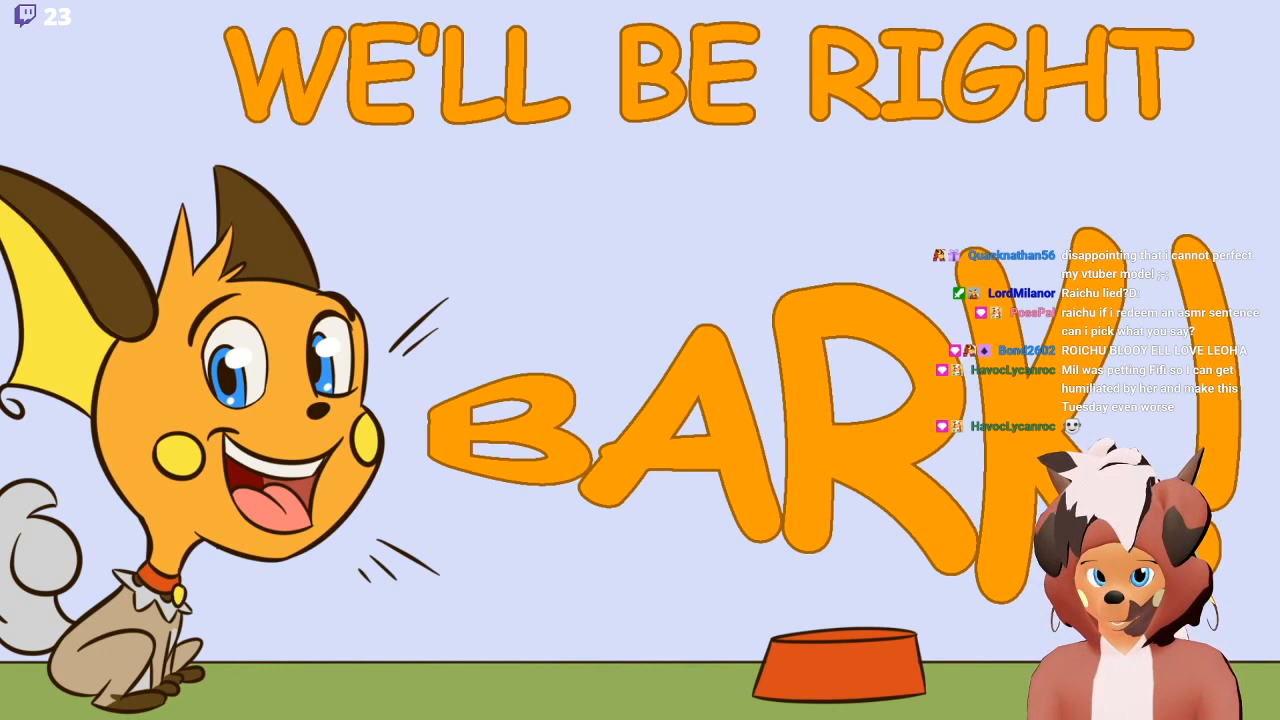 23
WE'LL BE RIGHT
BARK!
Quacknathan56 disappointing that i cannot perfect
my vtuber model ;-;
LordMilanor Raichu lied?D:
PossPal raichu if i redeem an asmr sentence
can i pick what you say?
Bond2602 ROICHU BLOOY ELL LOVE LEOHA
HavocLycanroc Mil was petting Fifi so I can get
humiliated by her and make this
Tuesday even worse
HavocLycanroc